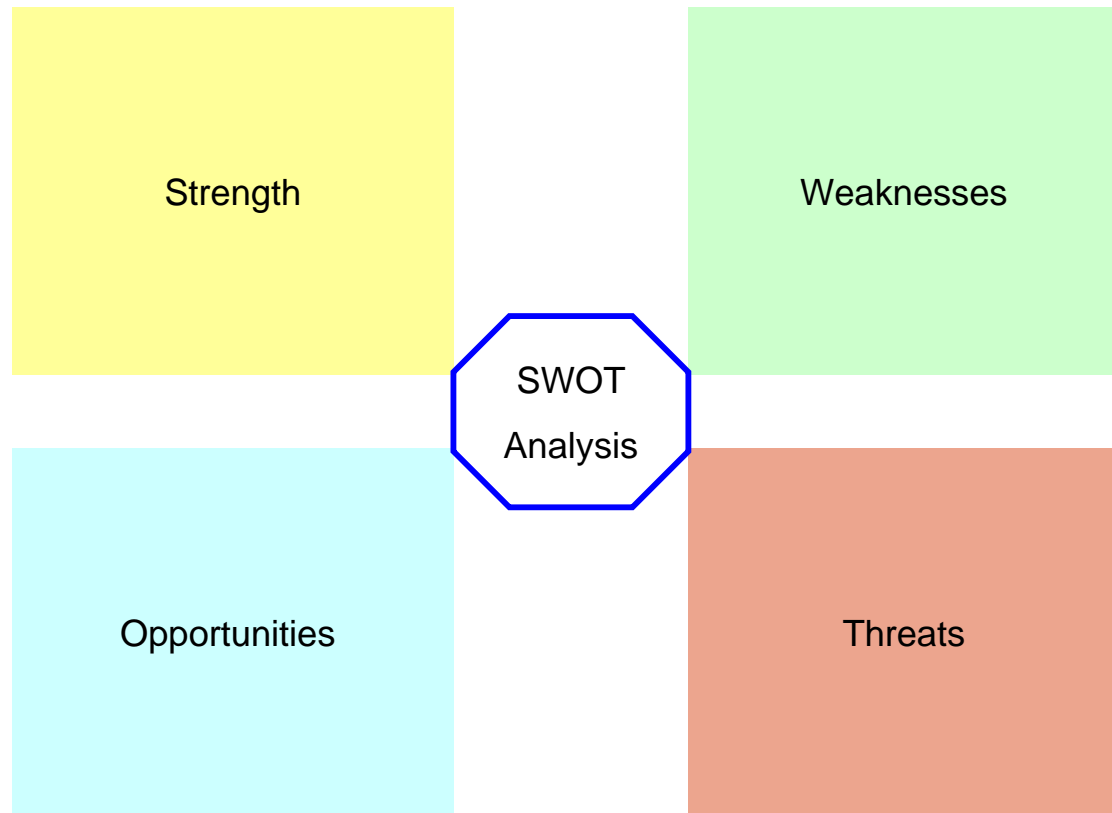 Strength
Weaknesses
SWOT
Analysis
Opportunities
Threats